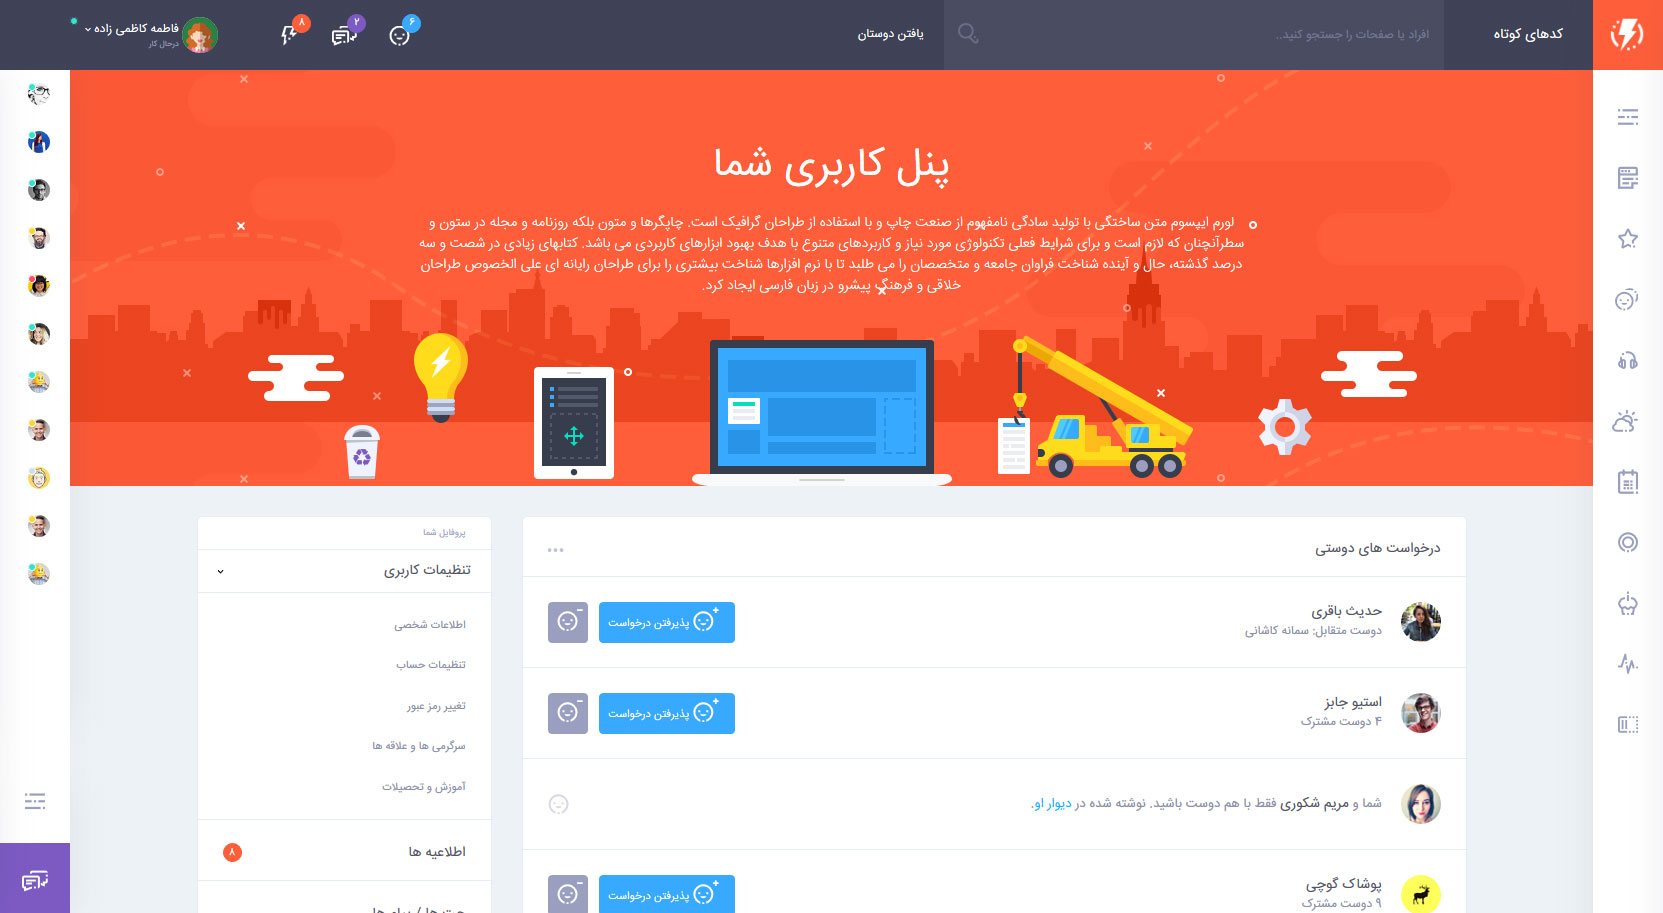 کدهای کوتاه
افراد یا صفحات را جستجو کنید..
یافتن دوستان
۶
۲
۸
فاطمه کاظمی زاده
درحال کار
پنل کاربری شما
لورم ایپسوم متن ساختگی با تولید سادگی نامفهوم از صنعت چاپ و با استفاده از طراحان گرافیک است. چاپگرها و متون بلکه روزنامه و مجله در ستون و
سطرآنچنان که لازم است و برای شرایط فعلی تکنولوژی مورد نیاز و کاربردهای متنوع با هدف بهبود ابزارهای کاربردی می باشد. کتابهای زیادی در شصت و سه
درصد گذشته، حال و آینده شناخت فراوان جامعه و متخصصان را می طلبد تا با نرم افزارها شناخت بیشتری را برای طراحان رایانه ای علی الخصوص طراحان
خلاقی و فرهنگ پیشرو در زبان فارسی ایجاد کرد.
درخواست های دوستی
حدیث باقری
دوست متقابل: سمانه کاشانی
پذیرفتن درخواست
استیو جابز
۴ دوست مشترک
پذیرفتن درخواست
شما و مریم شکوری فقط با هم دوست باشید. نوشته شده در دیوار او.
پوشاک گوچی
۹ دوست مشترک
پذیرفتن درخواست
پروفایل شما
تنظیمات کاربری
اطلاعات شخصی
تنظیمات حساب
تغییر رمز عبور
سرگرمی ها و علاقه ها
آموزش و تحصیلات
اطلاعیه ها
۸